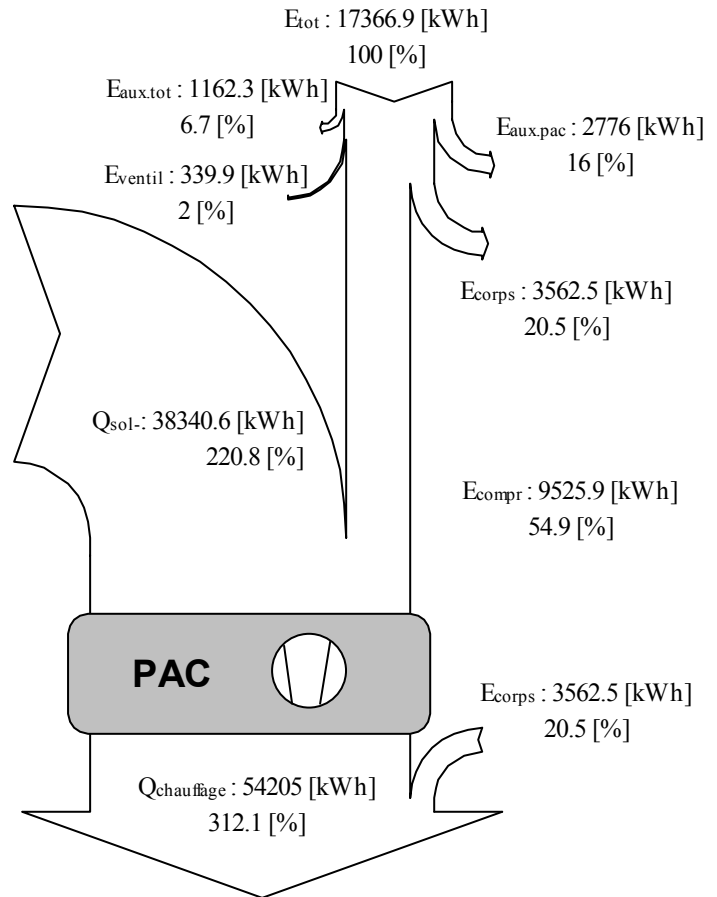 Etot : 17366.9 [kWh]
100 [%]
Eaux.tot : 1162.3 [kWh]
6.7 [%]
Eaux.pac : 2776 [kWh]
16 [%]
Eventil : 339.9 [kWh]
2 [%]
Ecorps : 3562.5 [kWh]
20.5 [%]
Qsol-: 38340.6 [kWh]
220.8 [%]
Ecompr : 9525.9 [kWh]
54.9 [%]
PAC
Ecorps : 3562.5 [kWh]
20.5 [%]
Qchauffage : 54205 [kWh]
312.1 [%]